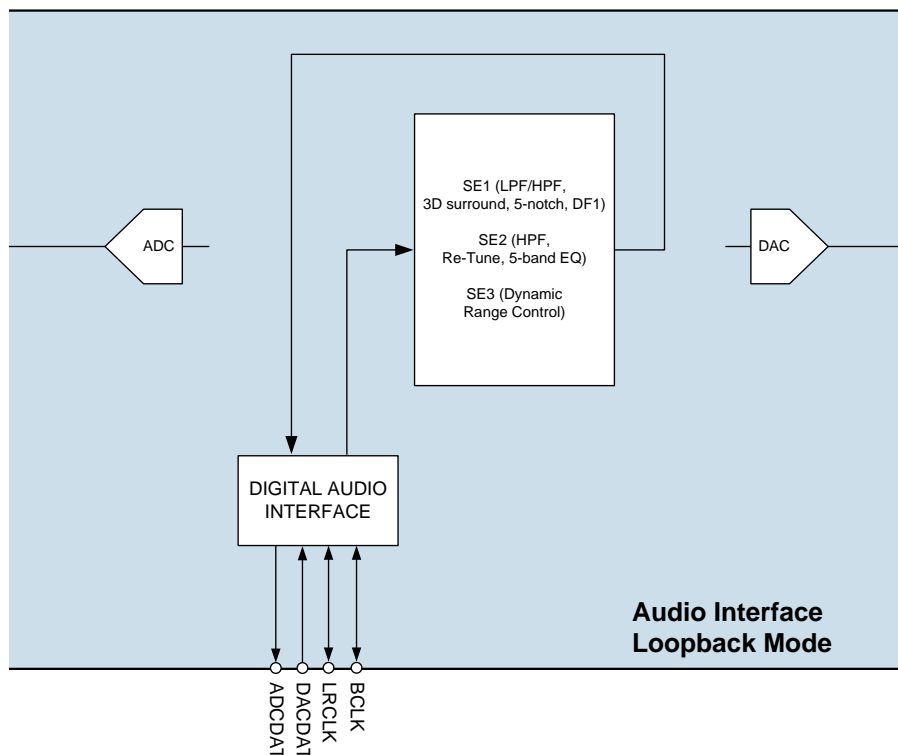 SE1 (LPF/HPF,
3D surround, 5-notch, DF1)
SE2 (HPF,
Re-Tune, 5-band EQ)
SE3 (Dynamic
Range Control)
ADC
DAC
DIGITAL AUDIO
INTERFACE
Audio Interface
Loopback Mode
ADCDAT
DACDAT
LRCLK
BCLK